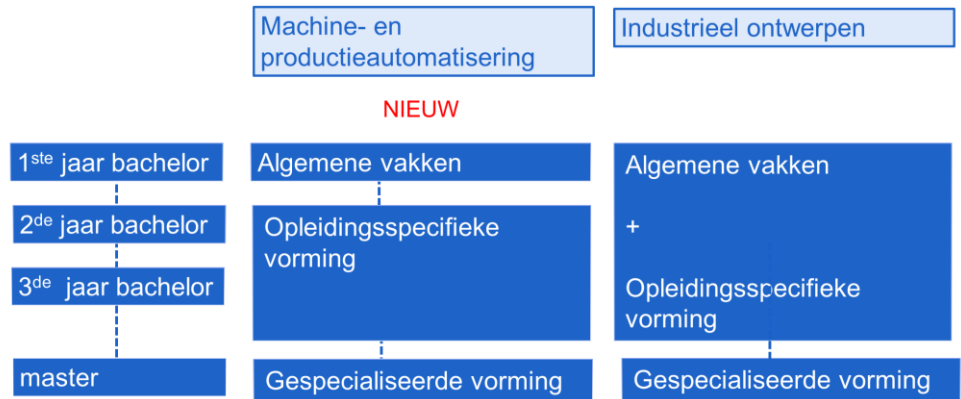 Machine- en
productieautomatisering
Industrieel ontwerpen
NIEUW
1ste jaar bachelor
2de jaar bachelor
3de jaar bachelor
master
Algemene vakken
Opleidingsspecifieke
vorming
Gespecialiseerde vorming
Algemene vakken
+
Opleidingsspecifieke
vorming
Gespecialiseerde vorming